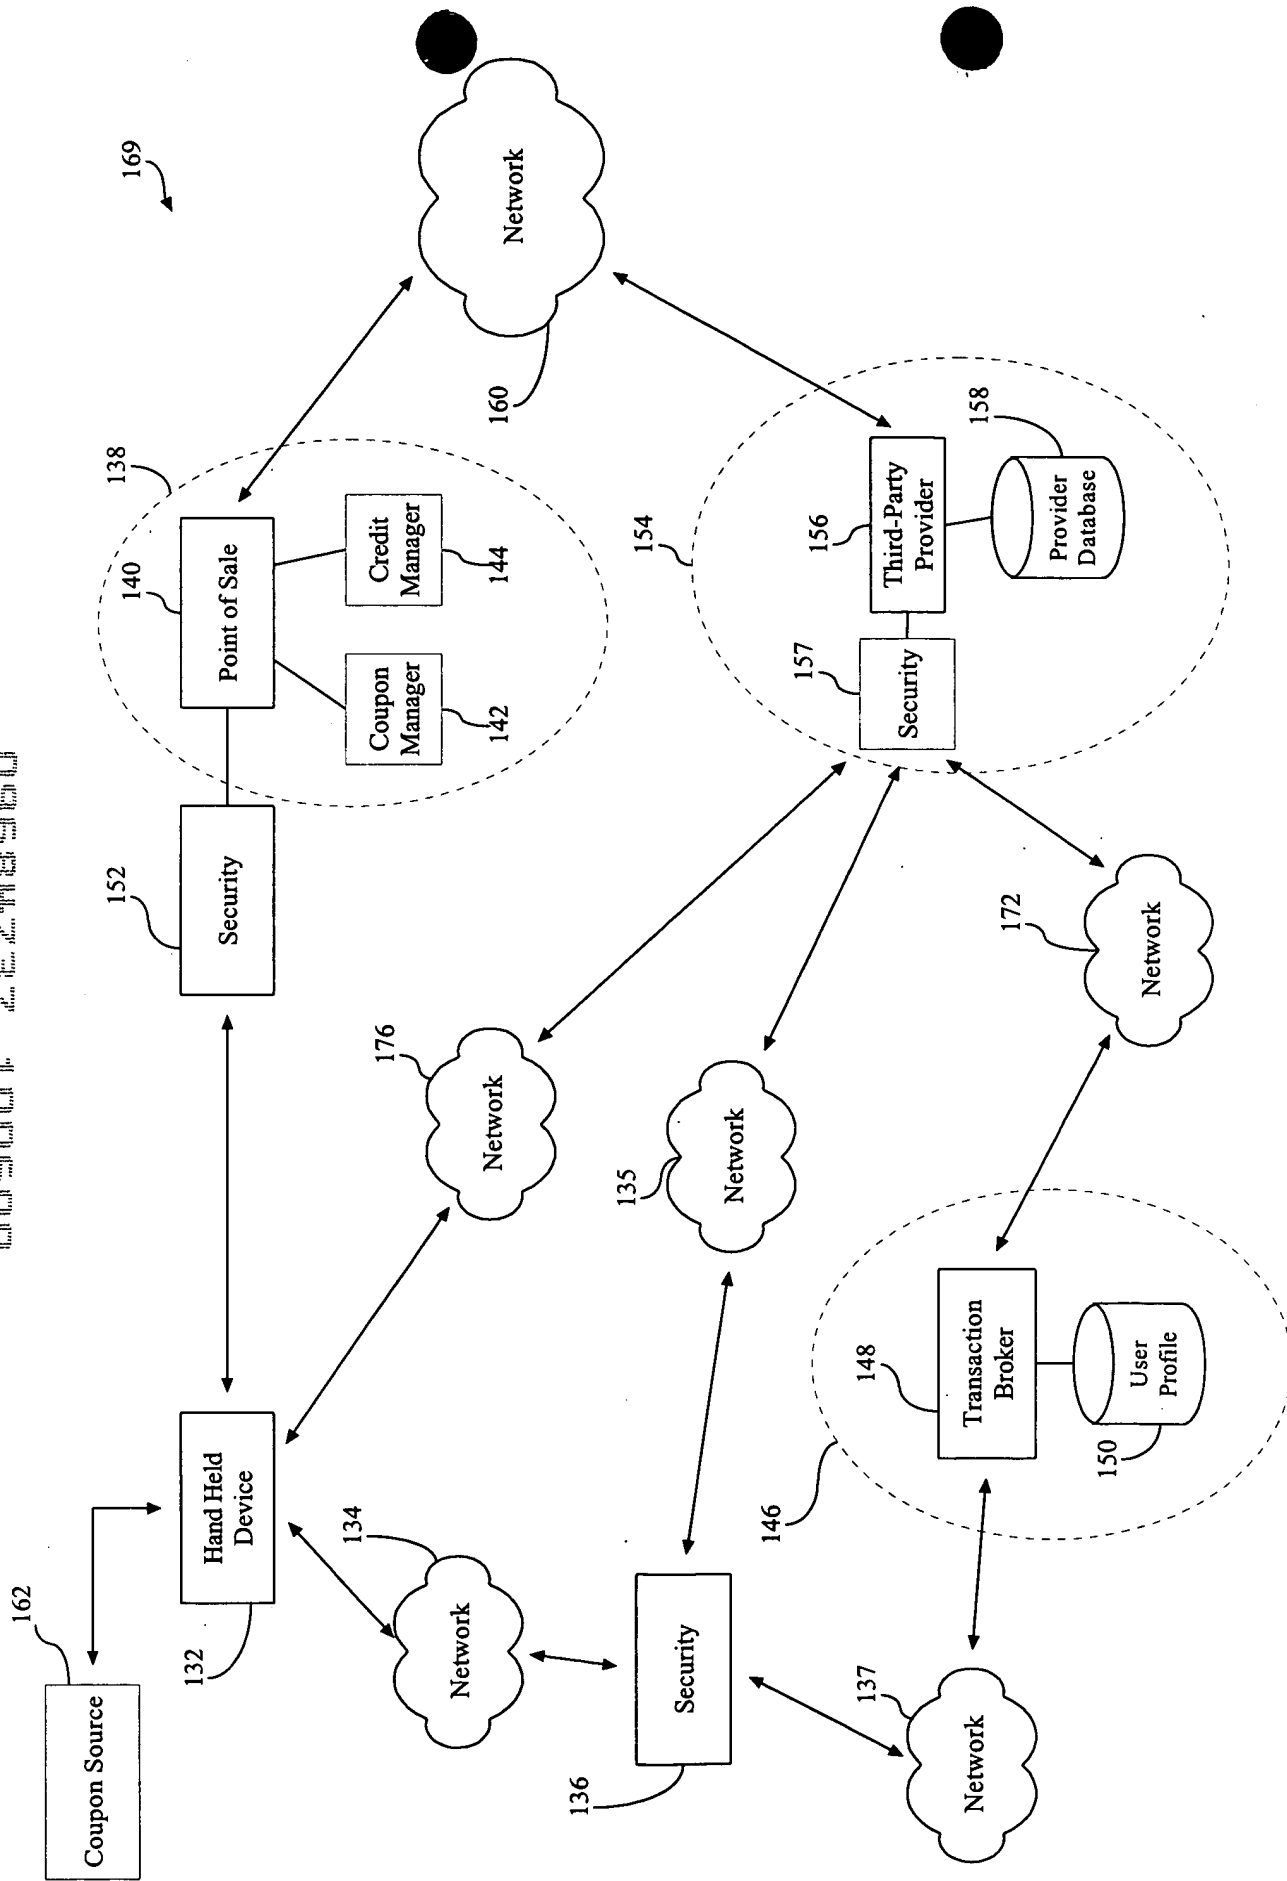 162
Coupon Source
Hand Held
Device
132
152
Security
138
140
Point of Sale
Coupon
Manager
142
Credit
Manager
144
169
134
Network
176
Network
160
Network
136
Security
135
Network
154
157
Security
156
Third-Party
Provider
158
Provider
Database
137
Network
146
148
Transaction
Broker
150
User
Profile
172
Network